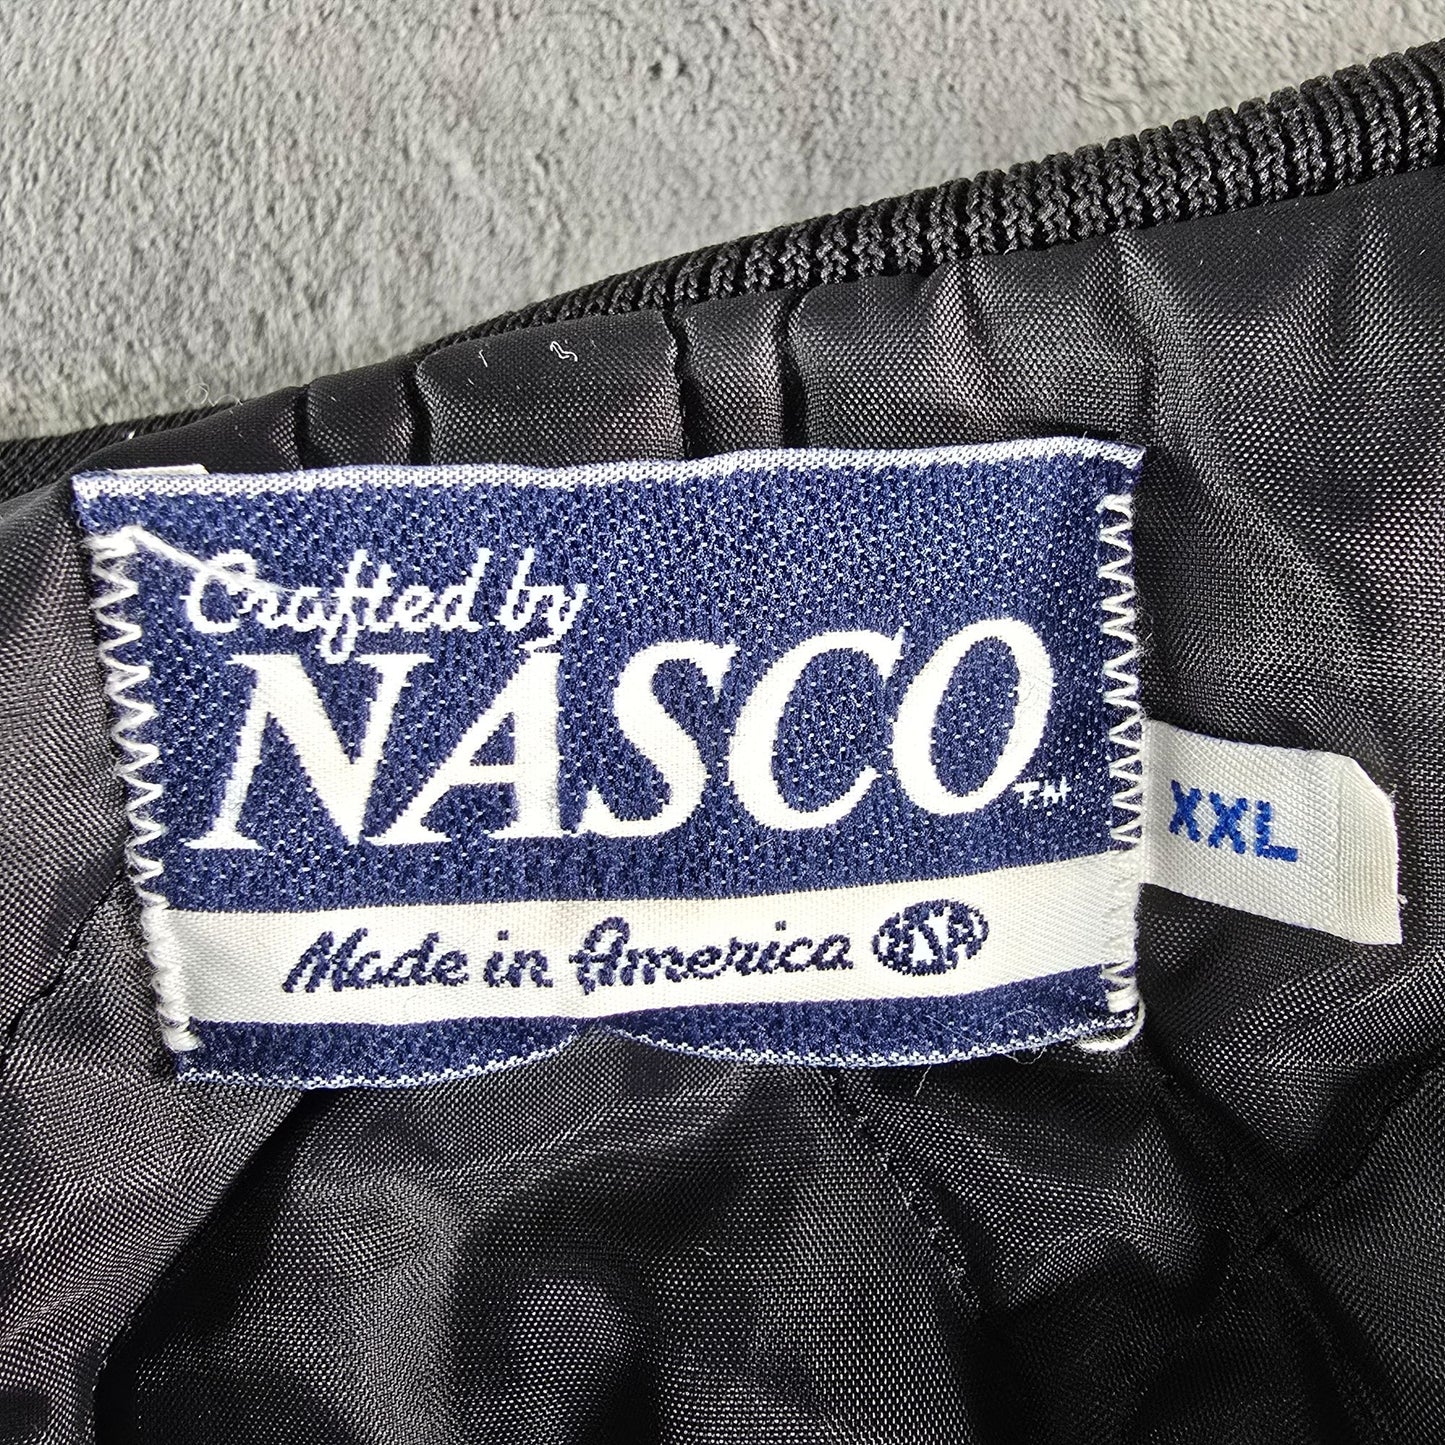 Crafted by
NASCO™
Made in America USA
XXL